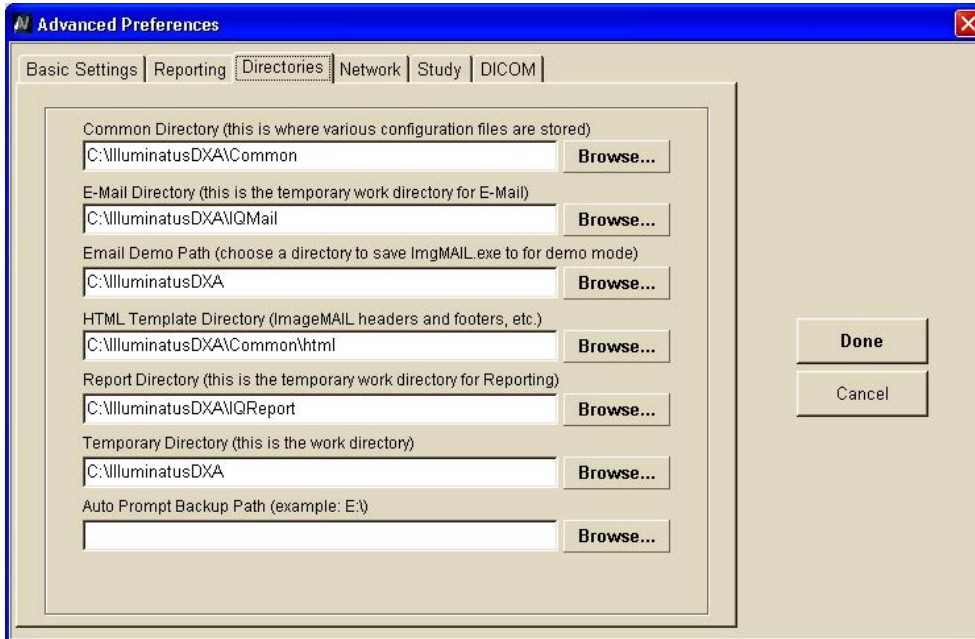 Advanced Preferences
Basic Settings Reporting Directories Network Study DICOM
Common Directory (this is where various configuration files are stored)
C:\IlluminatusDXA\Common Browse...
E-Mail Directory (this is the temporary work directory for E-Mail)
C:\IlluminatusDXA\IQMail Browse...
Email Demo Path (choose a directory to save ImgMAIL.exe to for demo mode)
C:\IlluminatusDXA Browse...
HTML Template Directory (ImageMAIL headers and footers, etc.)
C:\IlluminatusDXA\Common\html Browse...
Done
Report Directory (this is the temporary work directory for Reporting)
C:\IlluminatusDXA\IQReport Browse...
Cancel
Temporary Directory (this is the work directory)
C:\IlluminatusDXA Browse...
Auto Prompt Backup Path (example: E:\)
Browse...